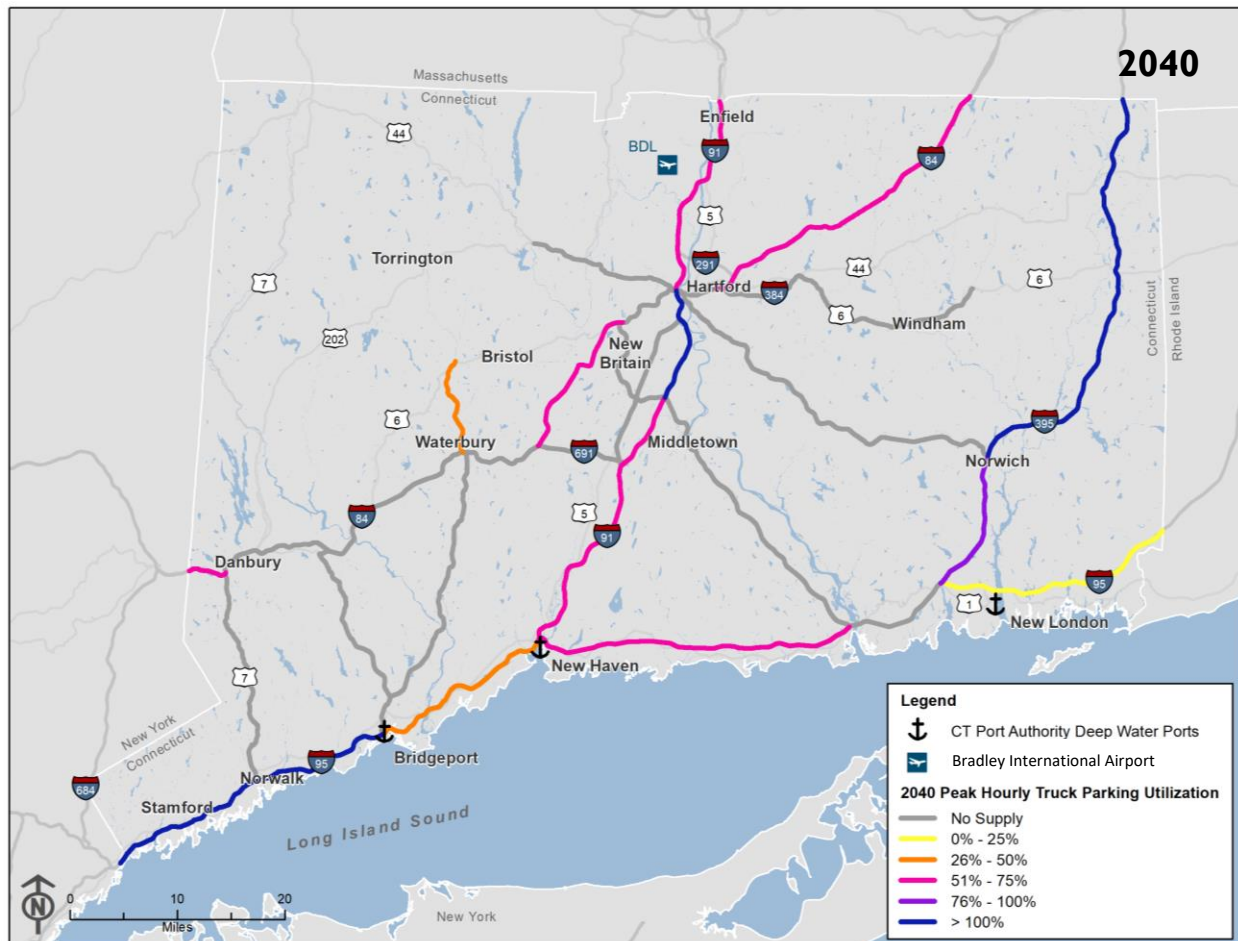 2040
Massachusetts
Connecticut
Enfield
44
BDL
91
84
5
Torrington
291
Hartford
44
7
384
6
6
Windham
Connecticut
Rhode Island
202
Bristol
New
Britain
6
Waterbury
691
Middletown
395
Norwich
84
5
91
Danbury
95
1
New London
7
New Haven
New York
Connecticut
Bridgeport
95
684
Norwalk
Stamford
Long Island Sound
N
0 10 20
Miles
New York
Legend
CT Port Authority Deep Water Ports
Bradley International Airport
2040 Peak Hourly Truck Parking Utilization
No Supply
0% - 25%
26% - 50%
51% - 75%
76% - 100%
> 100%